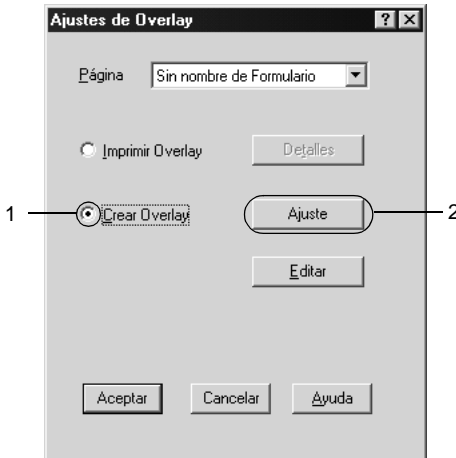 Ajustes de Overlay
Página Sin nombre de Formulario
Imprimir Overlay Detalles
1 Crear Overlay Ajuste 2
Editar
Aceptar Cancelar Ayuda